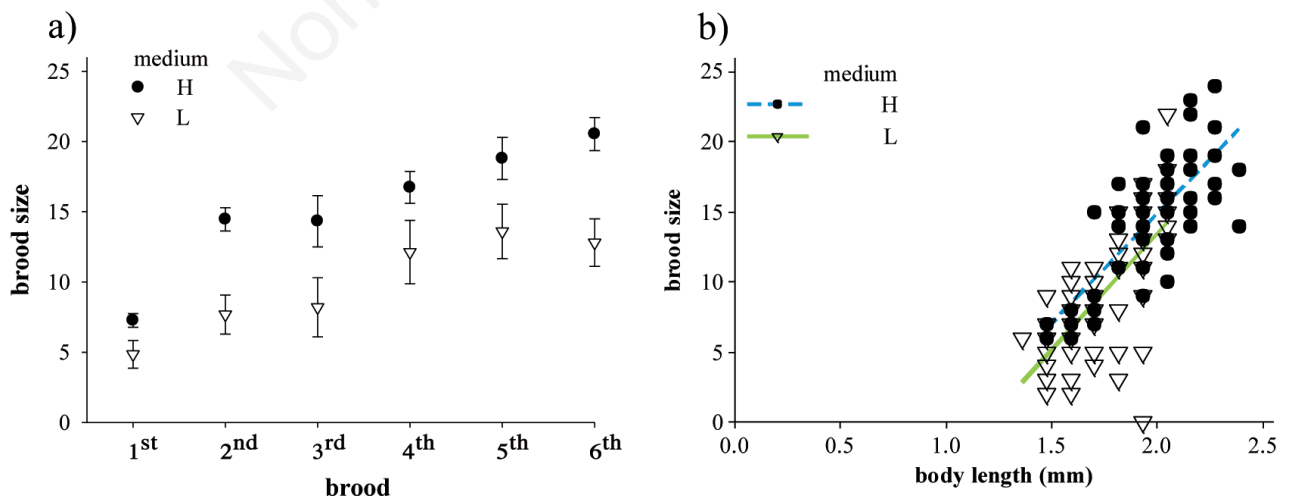 a)
medium
H
L
25
20
15
10
5
0
brood size
1st 2nd 3rd 4th 5th 6th
brood
b)
medium
H
L
25
20
15
10
5
0
brood size
0.0 0.5 1.0 1.5 2.0 2.5
body length (mm)